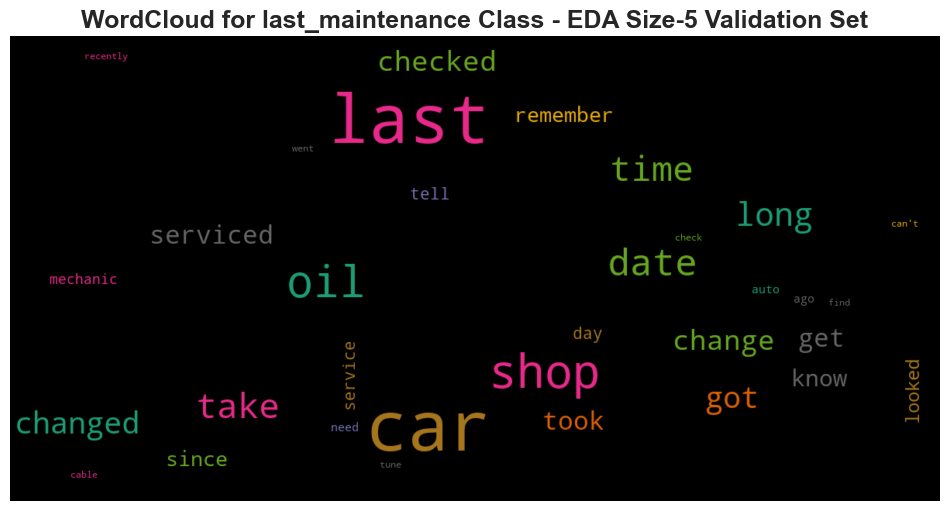 WordCloud for last_maintenance Class - EDA Size-5 Validation Set
recently
checked
last
remember
went
time
tell
long
can't
serviced
check
date
mechanic
oil
auto
ago
find
day
change
get
service
shop
know
looked
take
got
changed
car
took
need
since
tune
cable